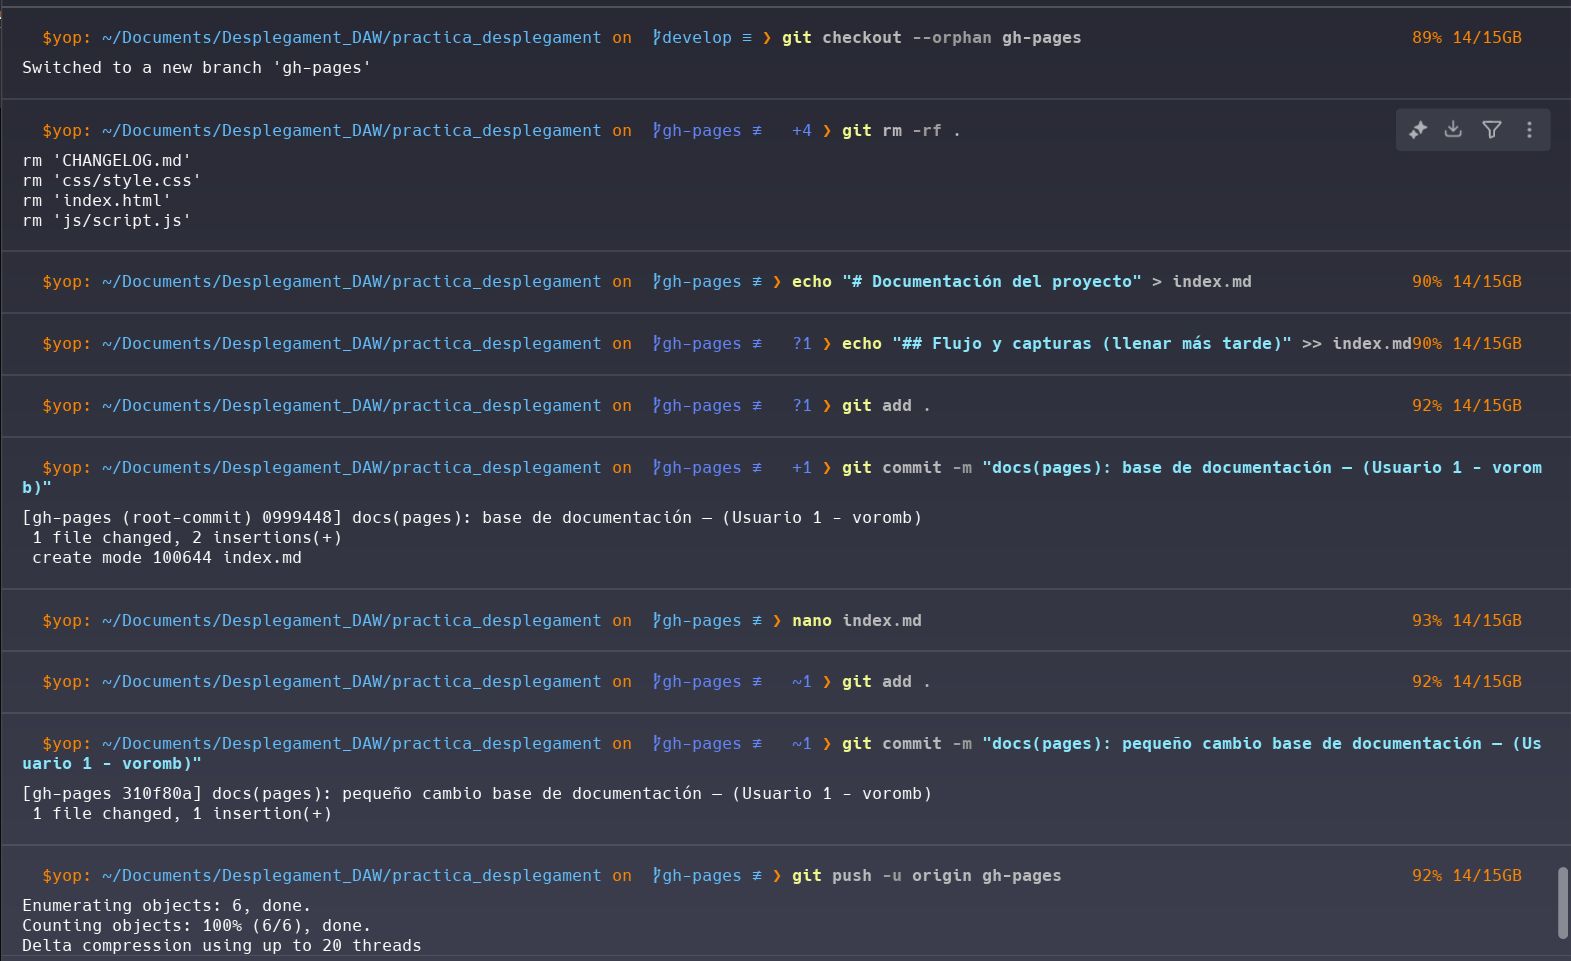 $yop: ~/Documents/Desplegament_DAW/practica_desplegament on develop ≡ ❯ git checkout --orphan gh-pages 89% 14/15GB
Switched to a new branch 'gh-pages'
$yop: ~/Documents/Desplegament_DAW/practica_desplegament on gh-pages ≢ +4 ❯ git rm -rf .
rm 'CHANGELOG.md'
rm 'css/style.css'
rm 'index.html'
rm 'js/script.js'
$yop: ~/Documents/Desplegament_DAW/practica_desplegament on gh-pages ≢ ❯ echo "# Documentación del proyecto" > index.md 90% 14/15GB
$yop: ~/Documents/Desplegament_DAW/practica_desplegament on gh-pages ≢ ?1 ❯ echo "## Flujo y capturas (llenar más tarde)" >> index.md90% 14/15GB
$yop: ~/Documents/Desplegament_DAW/practica_desplegament on gh-pages ≢ ?1 ❯ git add . 92% 14/15GB
$yop: ~/Documents/Desplegament_DAW/practica_desplegament on gh-pages ≢ +1 ❯ git commit -m "docs(pages): base de documentación — (Usuario 1 - vorom
b)"
[gh-pages (root-commit) 0999448] docs(pages): base de documentación — (Usuario 1 - voromb)
1 file changed, 2 insertions(+)
create mode 100644 index.md
$yop: ~/Documents/Desplegament_DAW/practica_desplegament on gh-pages ≢ ❯ nano index.md 93% 14/15GB
$yop: ~/Documents/Desplegament_DAW/practica_desplegament on gh-pages ≢ ~1 ❯ git add . 92% 14/15GB
$yop: ~/Documents/Desplegament_DAW/practica_desplegament on gh-pages ≢ ~1 ❯ git commit -m "docs(pages): pequeño cambio base de documentación — (Us
uario 1 - voromb)"
[gh-pages 310f80a] docs(pages): pequeño cambio base de documentación — (Usuario 1 - voromb)
1 file changed, 1 insertion(+)
$yop: ~/Documents/Desplegament_DAW/practica_desplegament on gh-pages ≢ ❯ git push -u origin gh-pages 92% 14/15GB
Enumerating objects: 6, done.
Counting objects: 100% (6/6), done.
Delta compression using up to 20 threads